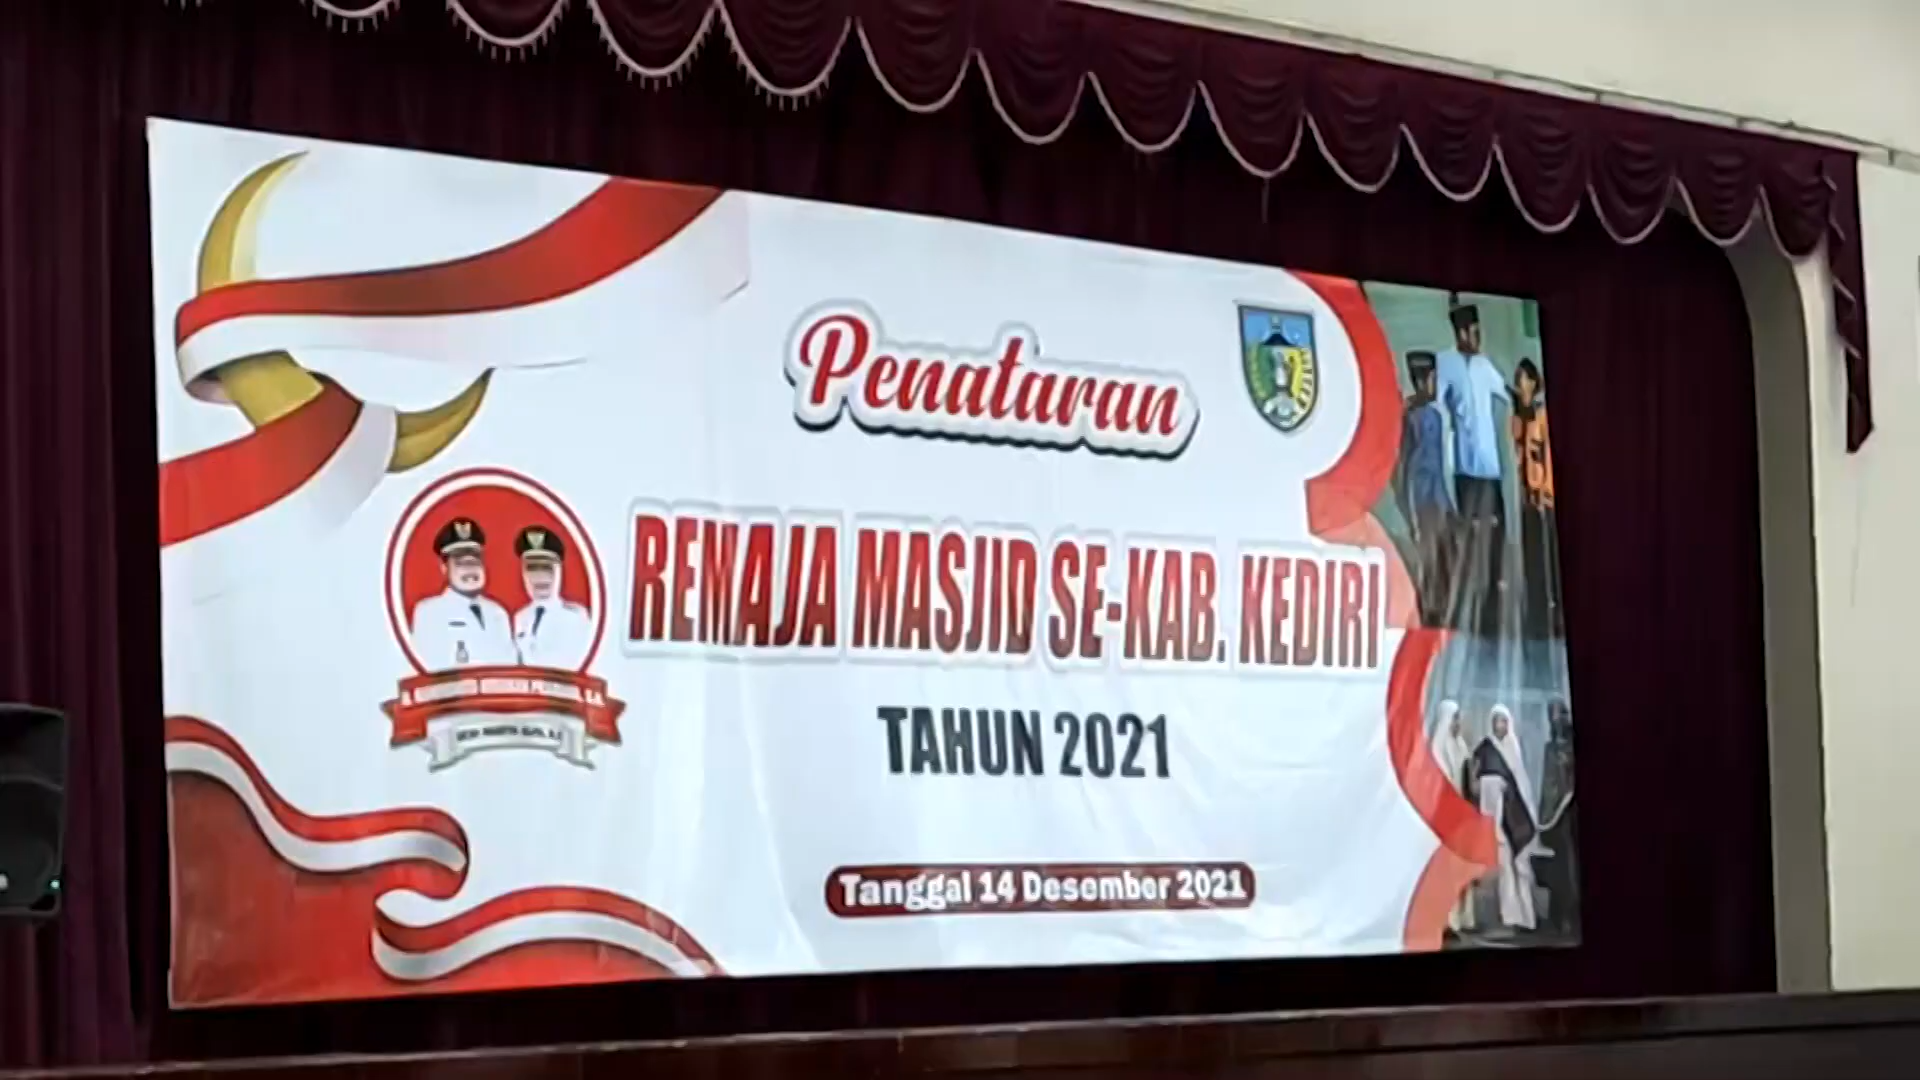 Penataran
REMAJA MASJID SE-KAB. KEDIRI
TAHUN 2021
Tanggal 14 Desember 2021